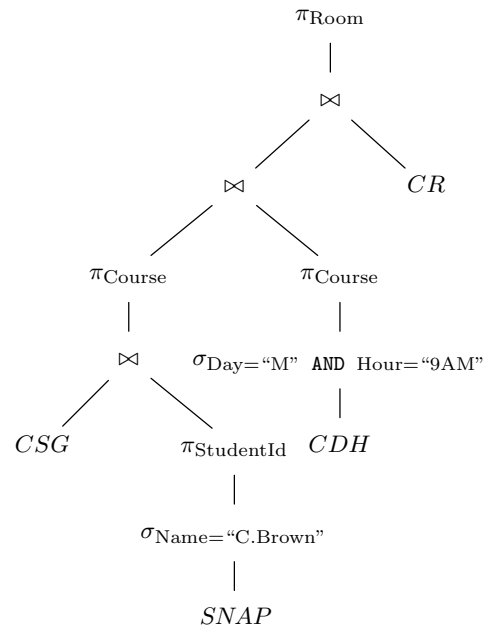 π_Room
⋈
⋈ CR
π_Course π_Course
⋈ σ_Day=“M” AND Hour=“9AM”
CSG π_StudentId CDH
σ_Name=“C.Brown”
SNAP